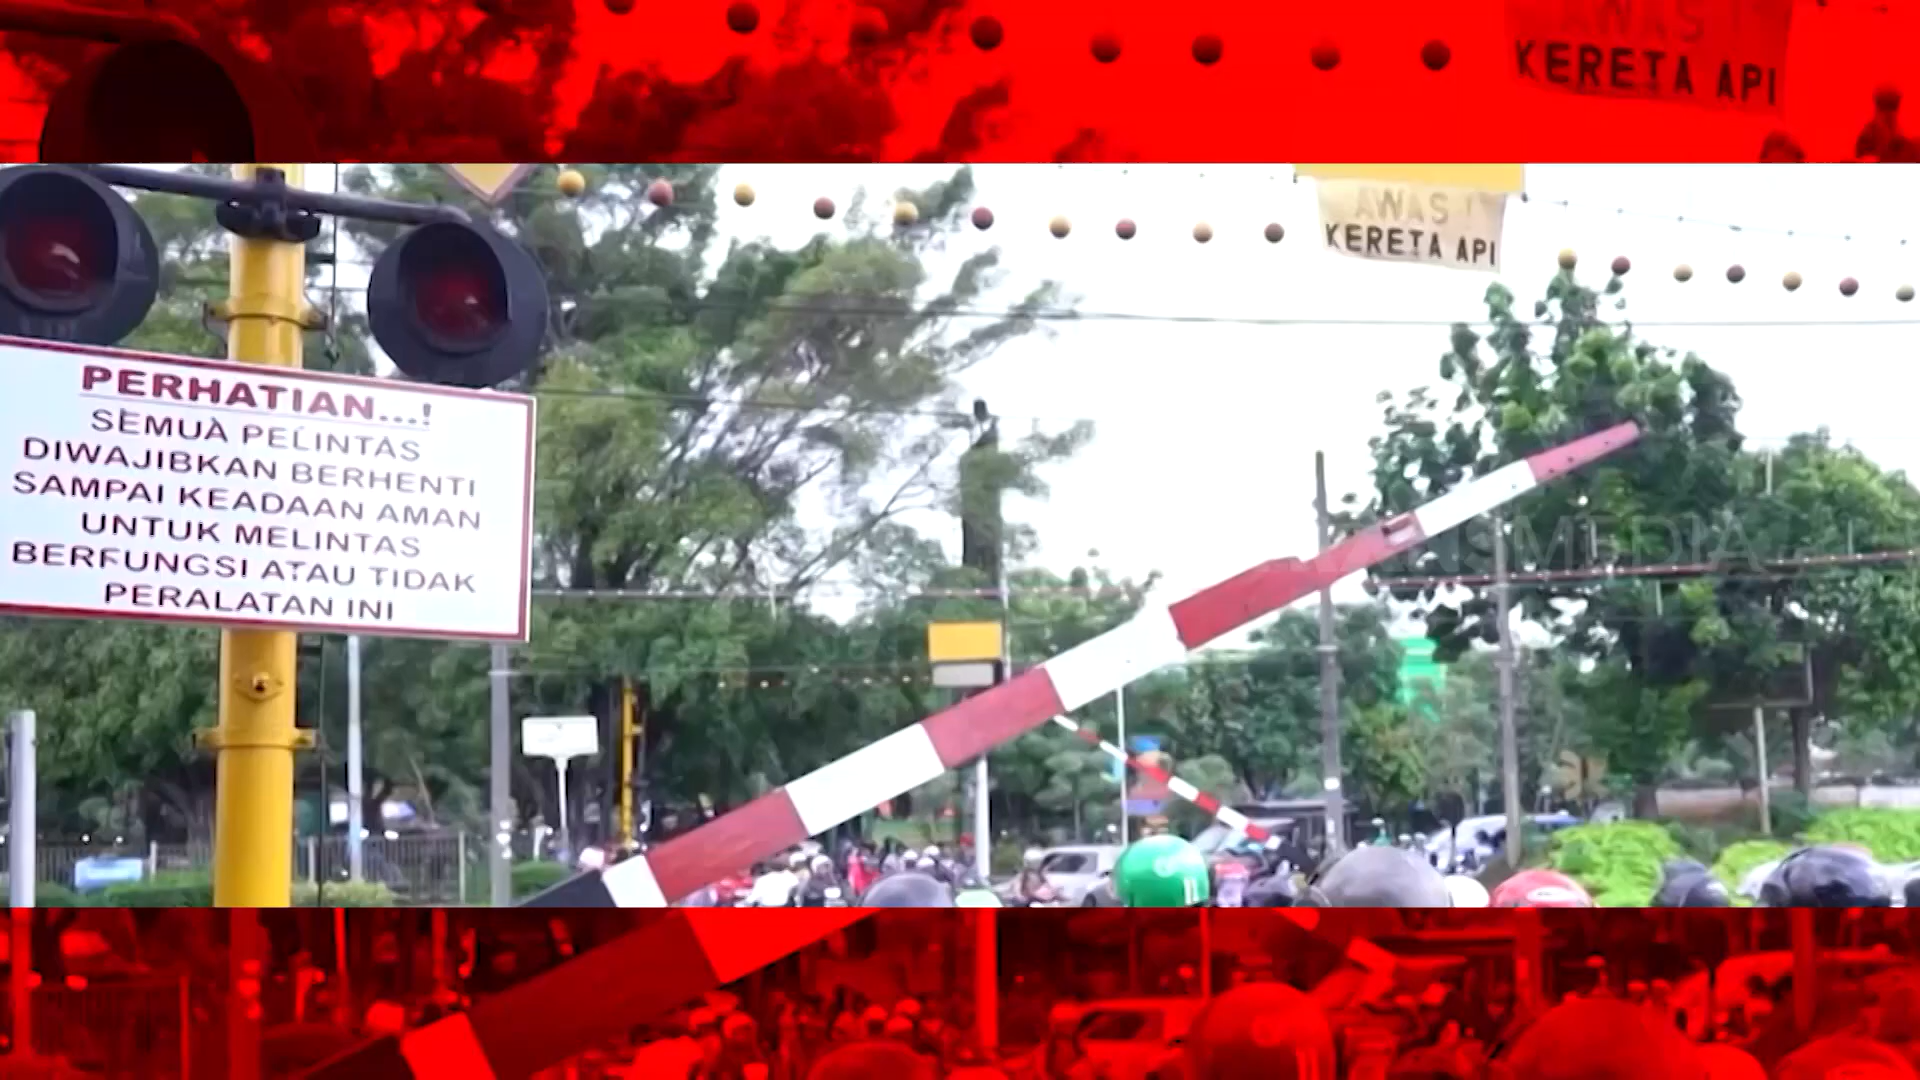 KERETA API
AWAS
KERETA API
PERHATIAN...!
SEMUA PELINTAS
DIWAJIBKAN BERHENTI
SAMPAI KEADAAN AMAN
UNTUK MELINTAS
BERFUNGSI ATAU TIDAK
PERALATAN INI
TRANSMEDIA